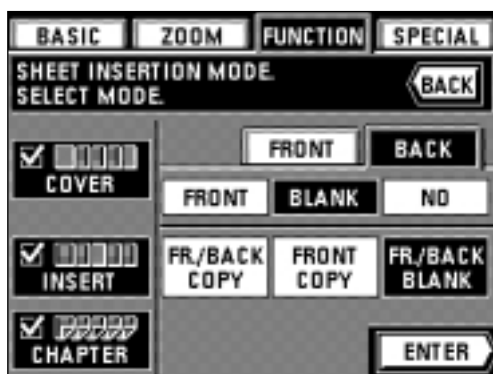 BASIC ZOOM FUNCTION SPECIAL
SHEET INSERTION MODE.
SELECT MODE.
BACK
FRONT BACK
COVER
FRONT BLANK NO
INSERT
FR./BACK COPY
FRONT COPY
FR./BACK BLANK
CHAPTER
ENTER